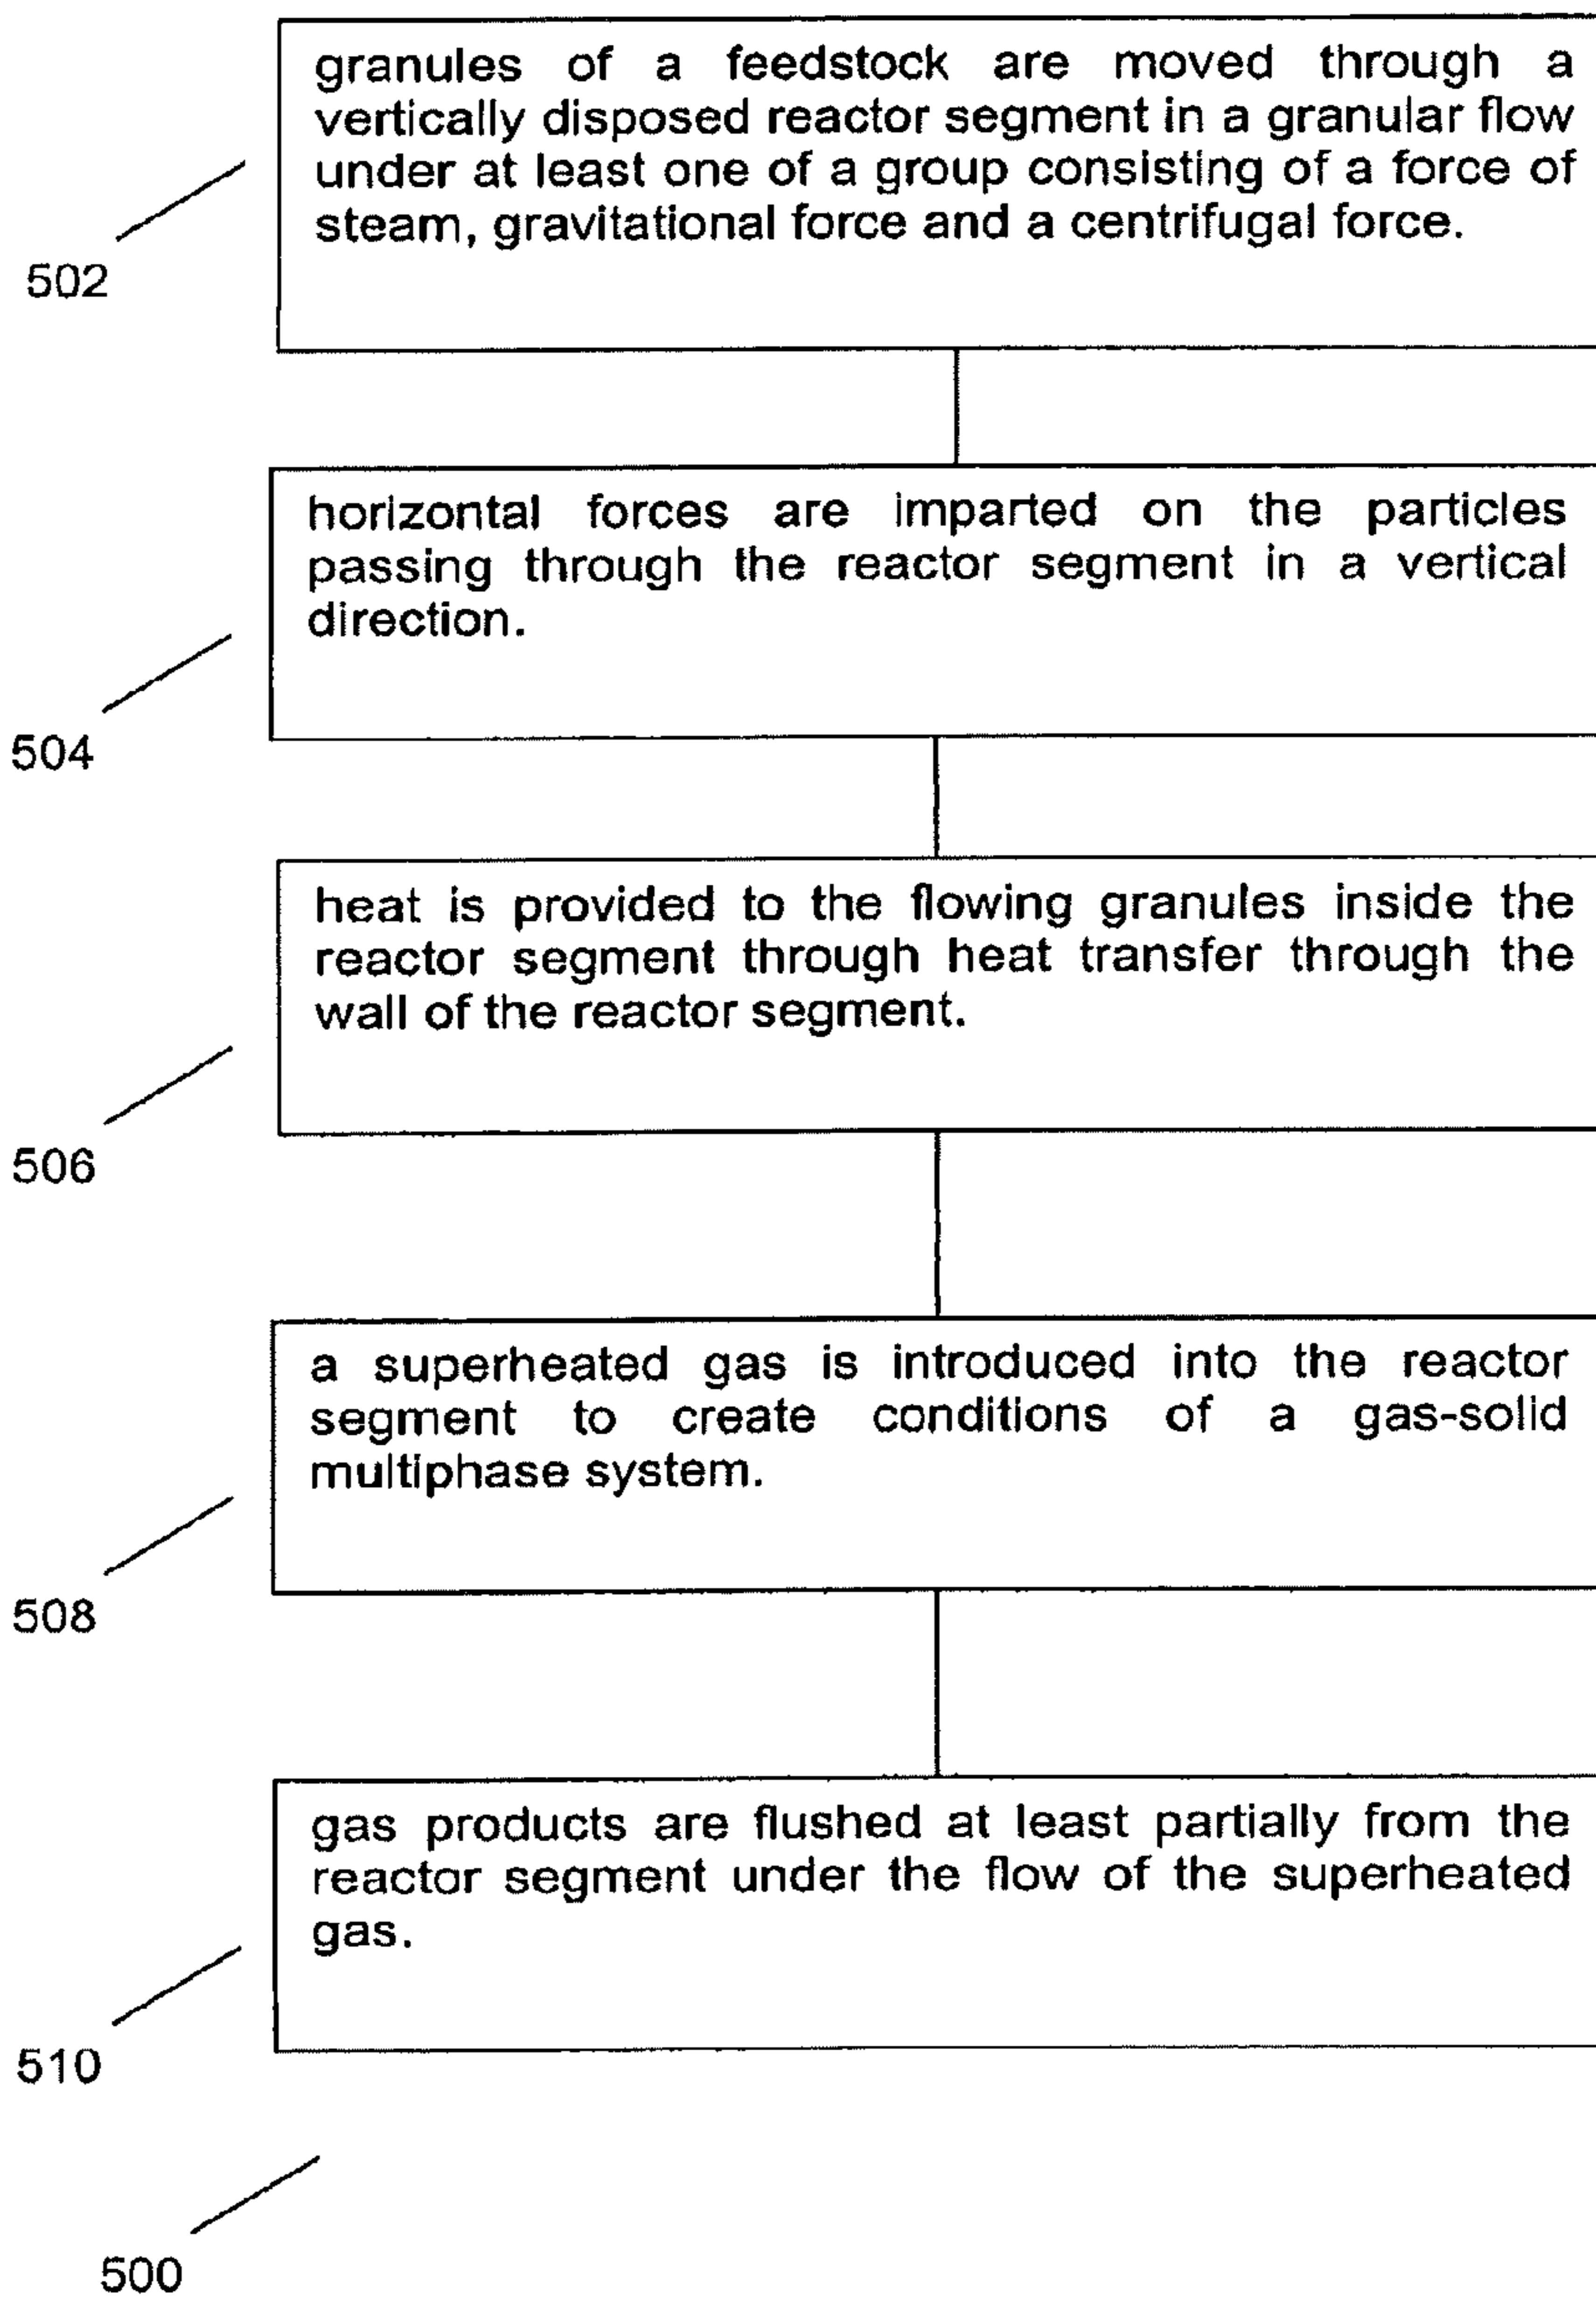 granules of a feedstock are moved through a
vertically disposed reactor segment in a granular flow
under at least one of a group consisting of a force of
steam, gravitational force and a centrifugal force.
502
horizontal forces are imparted on the particles
passing through the reactor segment in a vertical
direction.
504
heat is provided to the flowing granules inside the
reactor segment through heat transfer through the
wall of the reactor segment.
506
a superheated gas is introduced into the reactor
segment to create conditions of a gas-solid
multiphase system.
508
gas products are flushed at least partially from the
reactor segment under the flow of the superheated
gas.
510
500